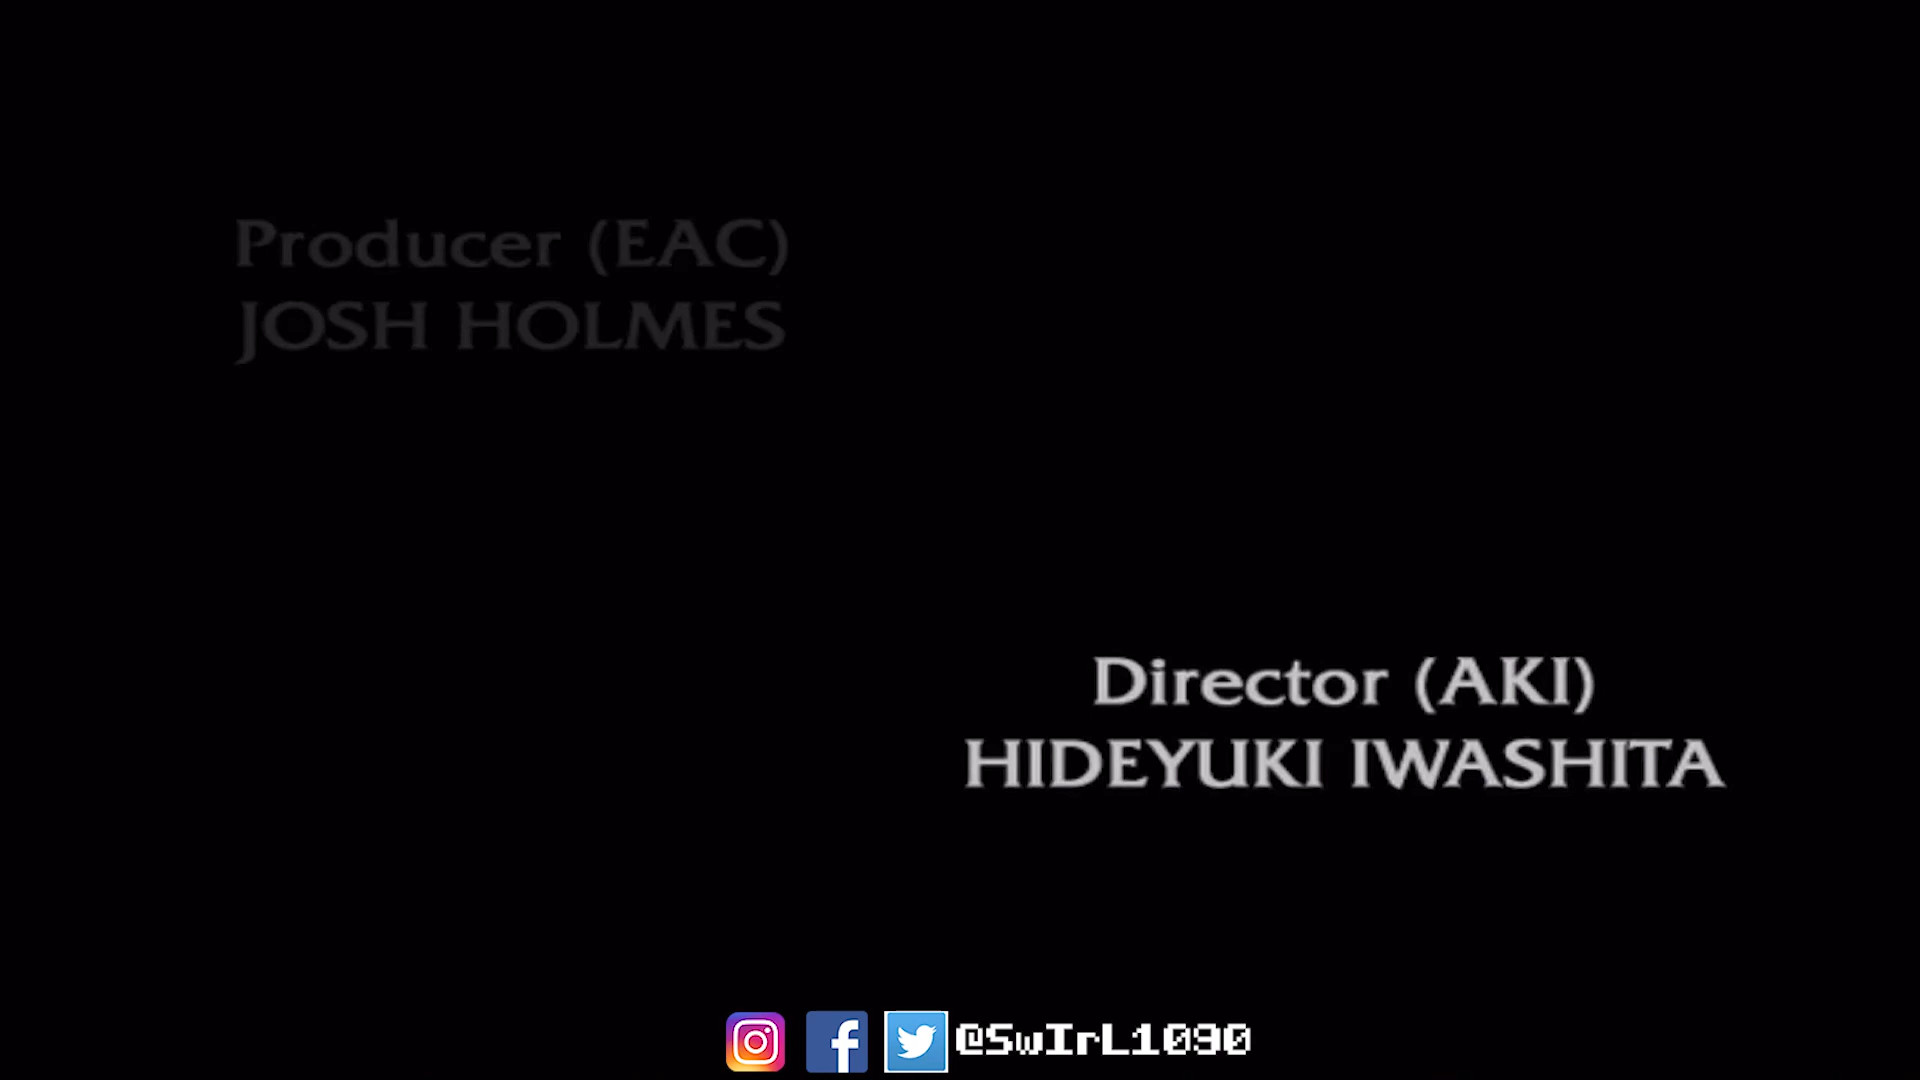 Producer (EAC)
JOSH HOLMES
Director (AKI)
HIDEYUKI IWASHITA
@SwIrL1090